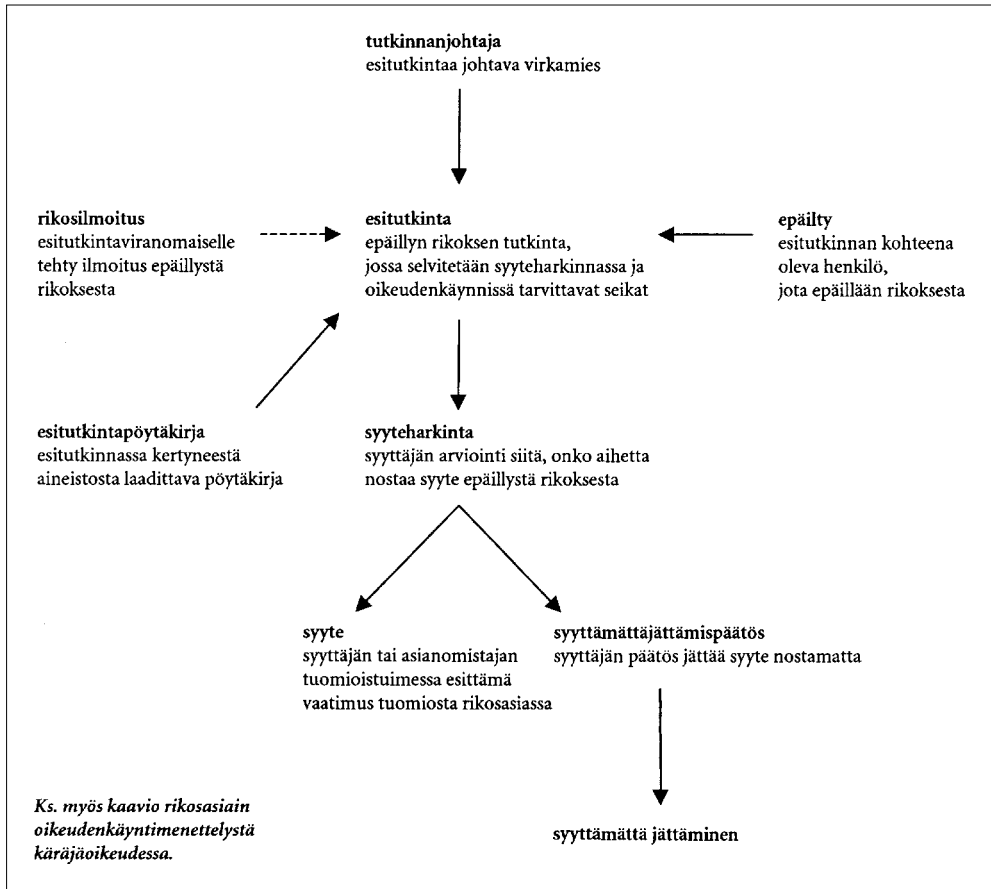 tutkinnanjohtaja
esitutkintaa johtava virkamies
rikosilmoitus
esitutkintaviranomaiselle
tehty ilmoitus epäillystä
rikoksesta
esitutkinta
epäillyn rikoksen tutkinta,
jossa selvitetään syyteharkinnassa ja
oikeudenkäynnissä tarvittavat seikat
epäilty
esitutkinnan kohteena
oleva henkilö,
jota epäillään rikoksesta
esitutkintapöytäkirja
esitutkinnassa kertyneestä
aineistosta laadittava pöytäkirja
syyteharkinta
syyttäjän arviointi siitä, onko aihetta
nostaa syyte epäillystä rikoksesta
syyte
syyttäjän tai asianomistajan
tuomioistuimessa esittämä
vaatimus tuomiosta rikosasiassa
syyttämättäjättämispäätös
syyttäjän päätös jättää syyte nostamatta
Ks. myös kaavio rikosasiain
oikeudenkäyntimenettelystä
käräjäoikeudessa.
syyttämättä jättäminen